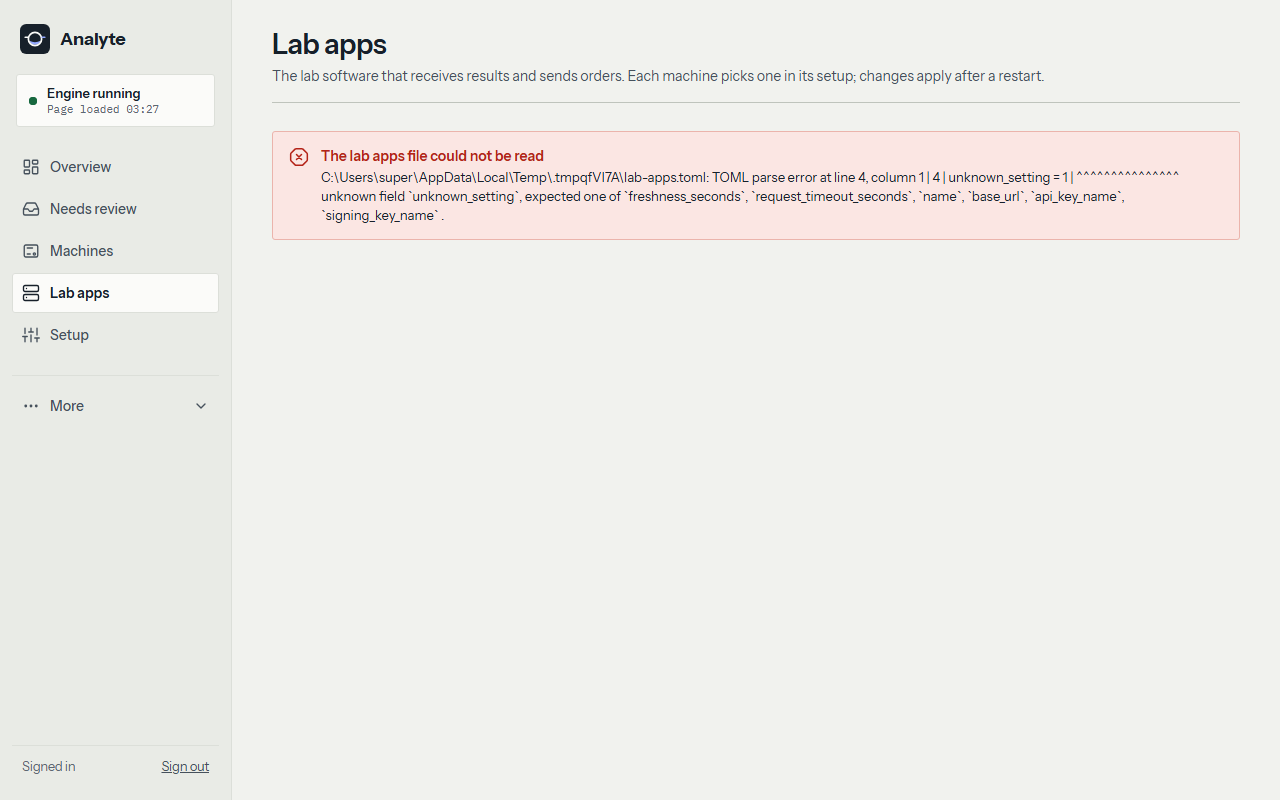 Analyte
Engine running
Page loaded 03:27
Overview
Needs review
Machines
Lab apps
Setup
More
Signed in
Sign out
Lab apps
The lab software that receives results and sends orders. Each machine picks one in its setup; changes apply after a restart.
The lab apps file could not be read
C:\Users\super\AppData\Local\Temp\.tmpqfVI7A\lab-apps.toml: TOML parse error at line 4, column 1 | 4 | unknown_setting = 1 | ^^^^^^^^^^^^^^^
unknown field `unknown_setting`, expected one of `freshness_seconds`, `request_timeout_seconds`, `name`, `base_url`, `api_key_name`,
`signing_key_name` .